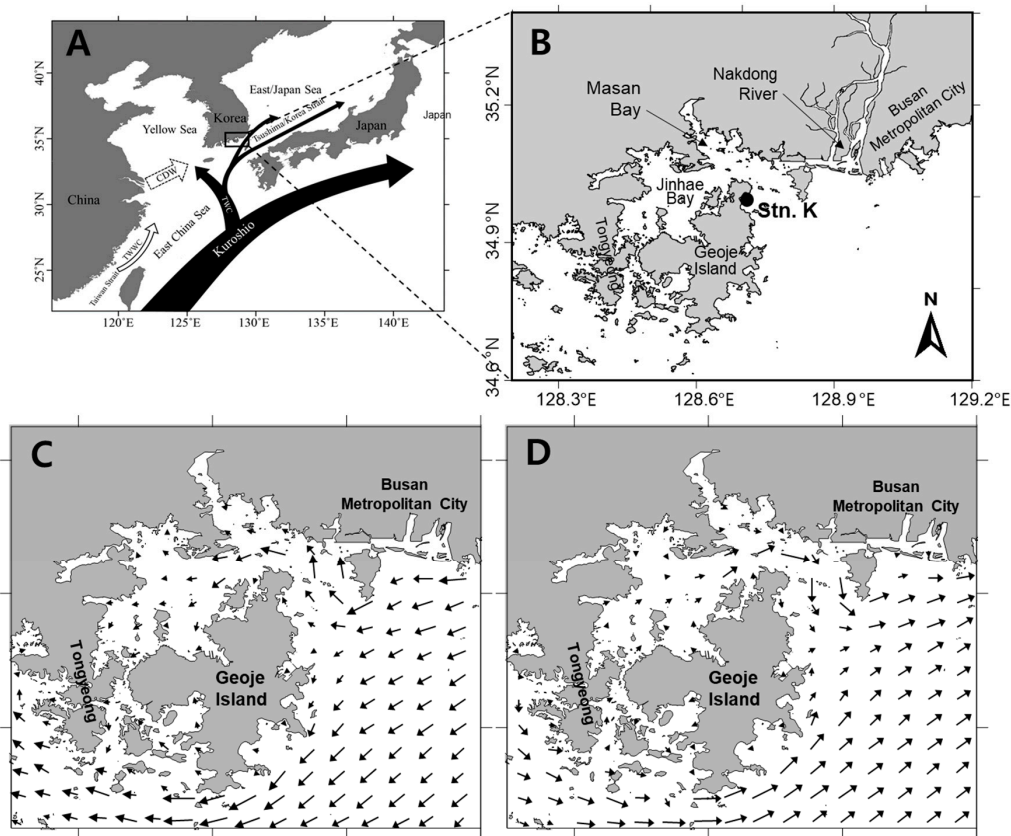 A
40°N
35°N
30°N
25°N
120°E
125°E
130°E
135°E
140°E
East/Japan Sea
Korea
Tsushima/Korea Strait
Japan
Japan
Yellow Sea
CDW
China
TWC
East China Sea
Kuroshio
TWWC
Taiwan Strait
B
35.2°N
34.9°N
34.6°N
128.3°E
128.6°E
128.9°E
129.2°E
Masan
Bay
Nakdong
River
Busan
Metropolitan City
Jinhae
Bay
Stn. K
Tongyeong
Geoje
Island
N
C
Busan
Metropolitan City
Tongyeong
Geoje
Island
D
Busan
Metropolitan City
Tongyeong
Geoje
Island